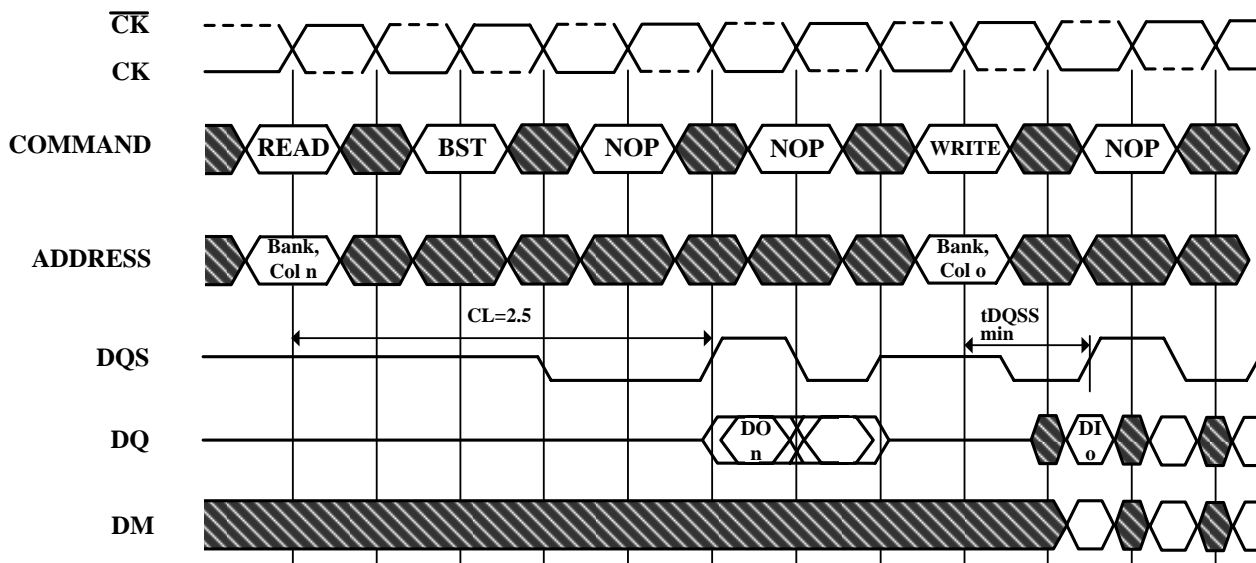 CK
CK
COMMAND
READ
BST
NOP
NOP
WRITE
NOP
ADDRESS
Bank,
Col n
Bank,
Col o
CL=2.5
tDQSS
min
DQS
DQ
DO
n
DI
o
DM